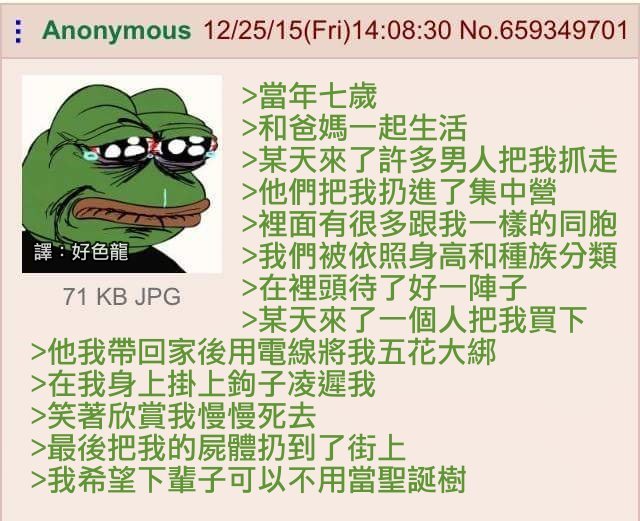 Anonymous 12/25/15(Fri)14:08:30 No.659349701
>當年七歲
>和爸媽一起生活
>某天來了許多男人把我抓走
>他們把我扔進了集中營
>裡面有很多跟我一樣的同胞
>我們被依照身高和種族分類
>在裡頭待了好一陣子
>某天來了一個人把我買下
譯：好色龍
71 KB JPG
>他我帶回家後用電線將我五花大綁
>在我身上掛上鉤子凌遲我
>笑著欣賞我慢慢死去
>最後把我的屍體扔到了街上
>我希望下輩子可以不用當聖誕樹